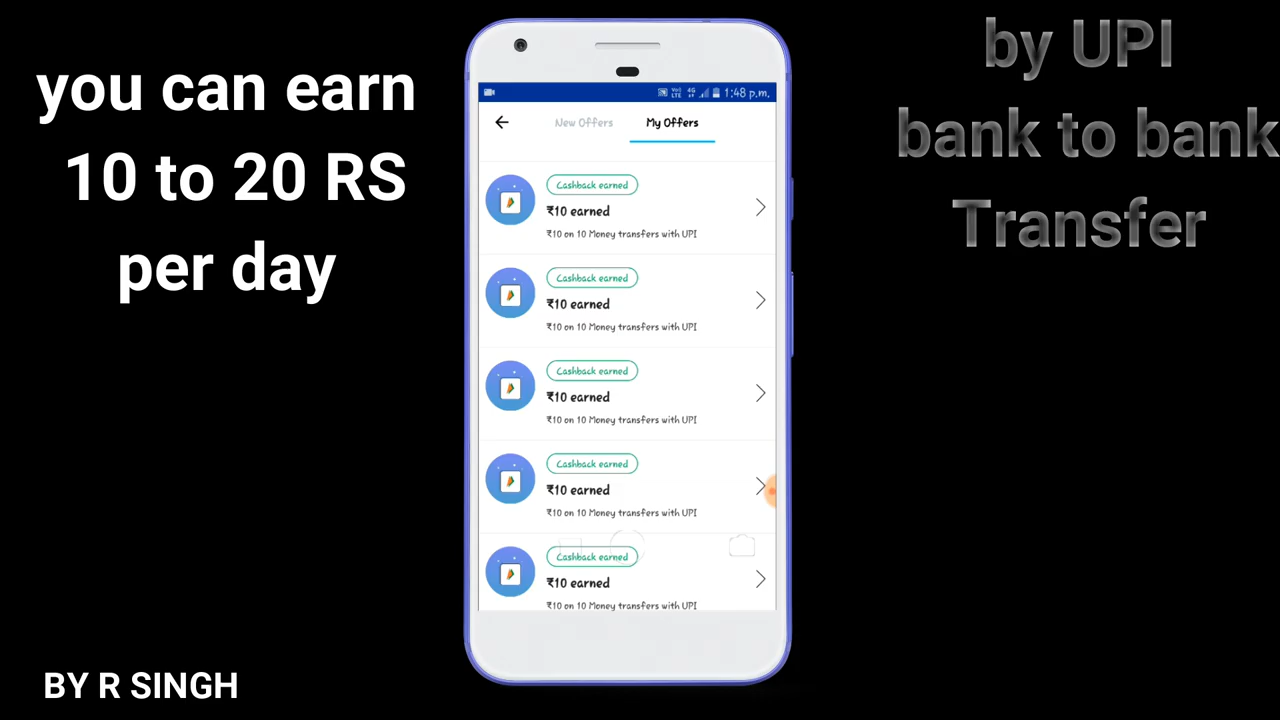 you can earn
10 to 20 RS
per day
by UPI
bank to bank
Transfer
VoLTE 4G 1:48 p.m.
New Offers My Offers
Cashback earned
₹10 earned
₹10 on 10 Money transfers with UPI
Cashback earned
₹10 earned
₹10 on 10 Money transfers with UPI
Cashback earned
₹10 earned
₹10 on 10 Money transfers with UPI
Cashback earned
₹10 earned
₹10 on 10 Money transfers with UPI
Cashback earned
₹10 earned
₹10 on 10 Money transfers with UPI
BY R SINGH